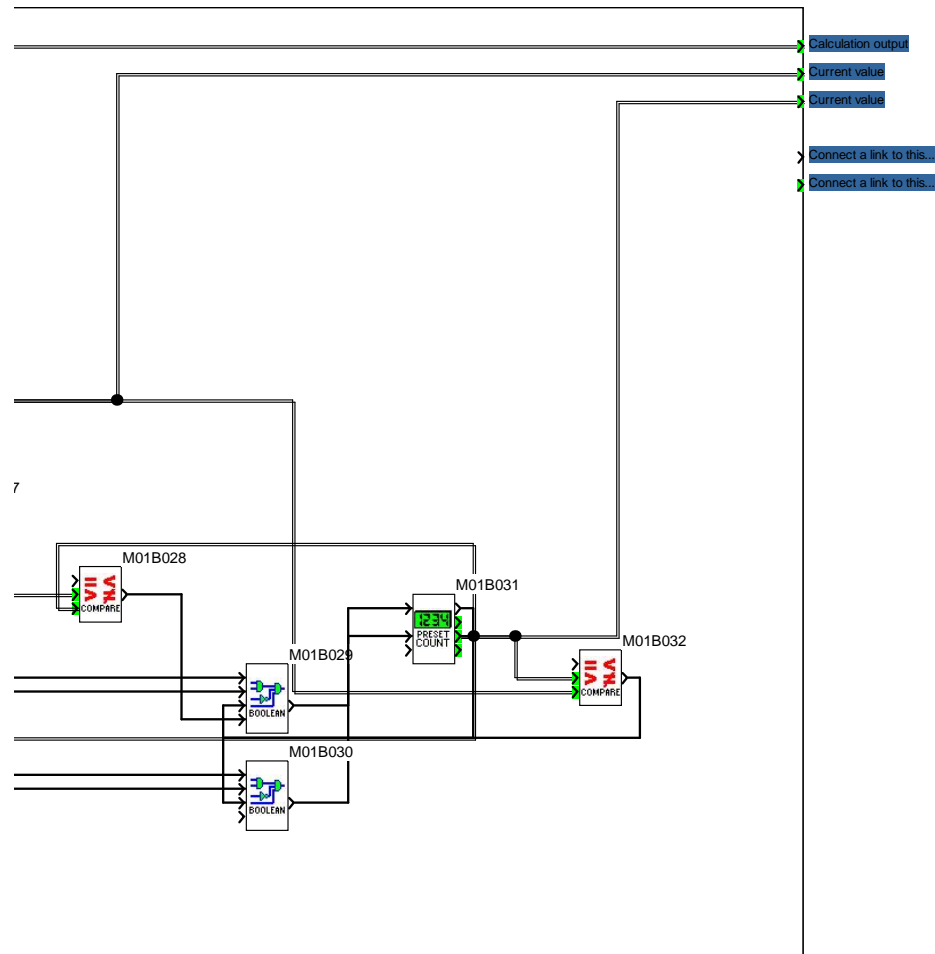 Calculation output
Current value
Current value
Connect a link to this...
Connect a link to this...
7
M01B028
COMPARE
M01B031
1234
PRESET
COUNT
M01B032
COMPARE
M01B029
BOOLEAN
M01B030
BOOLEAN